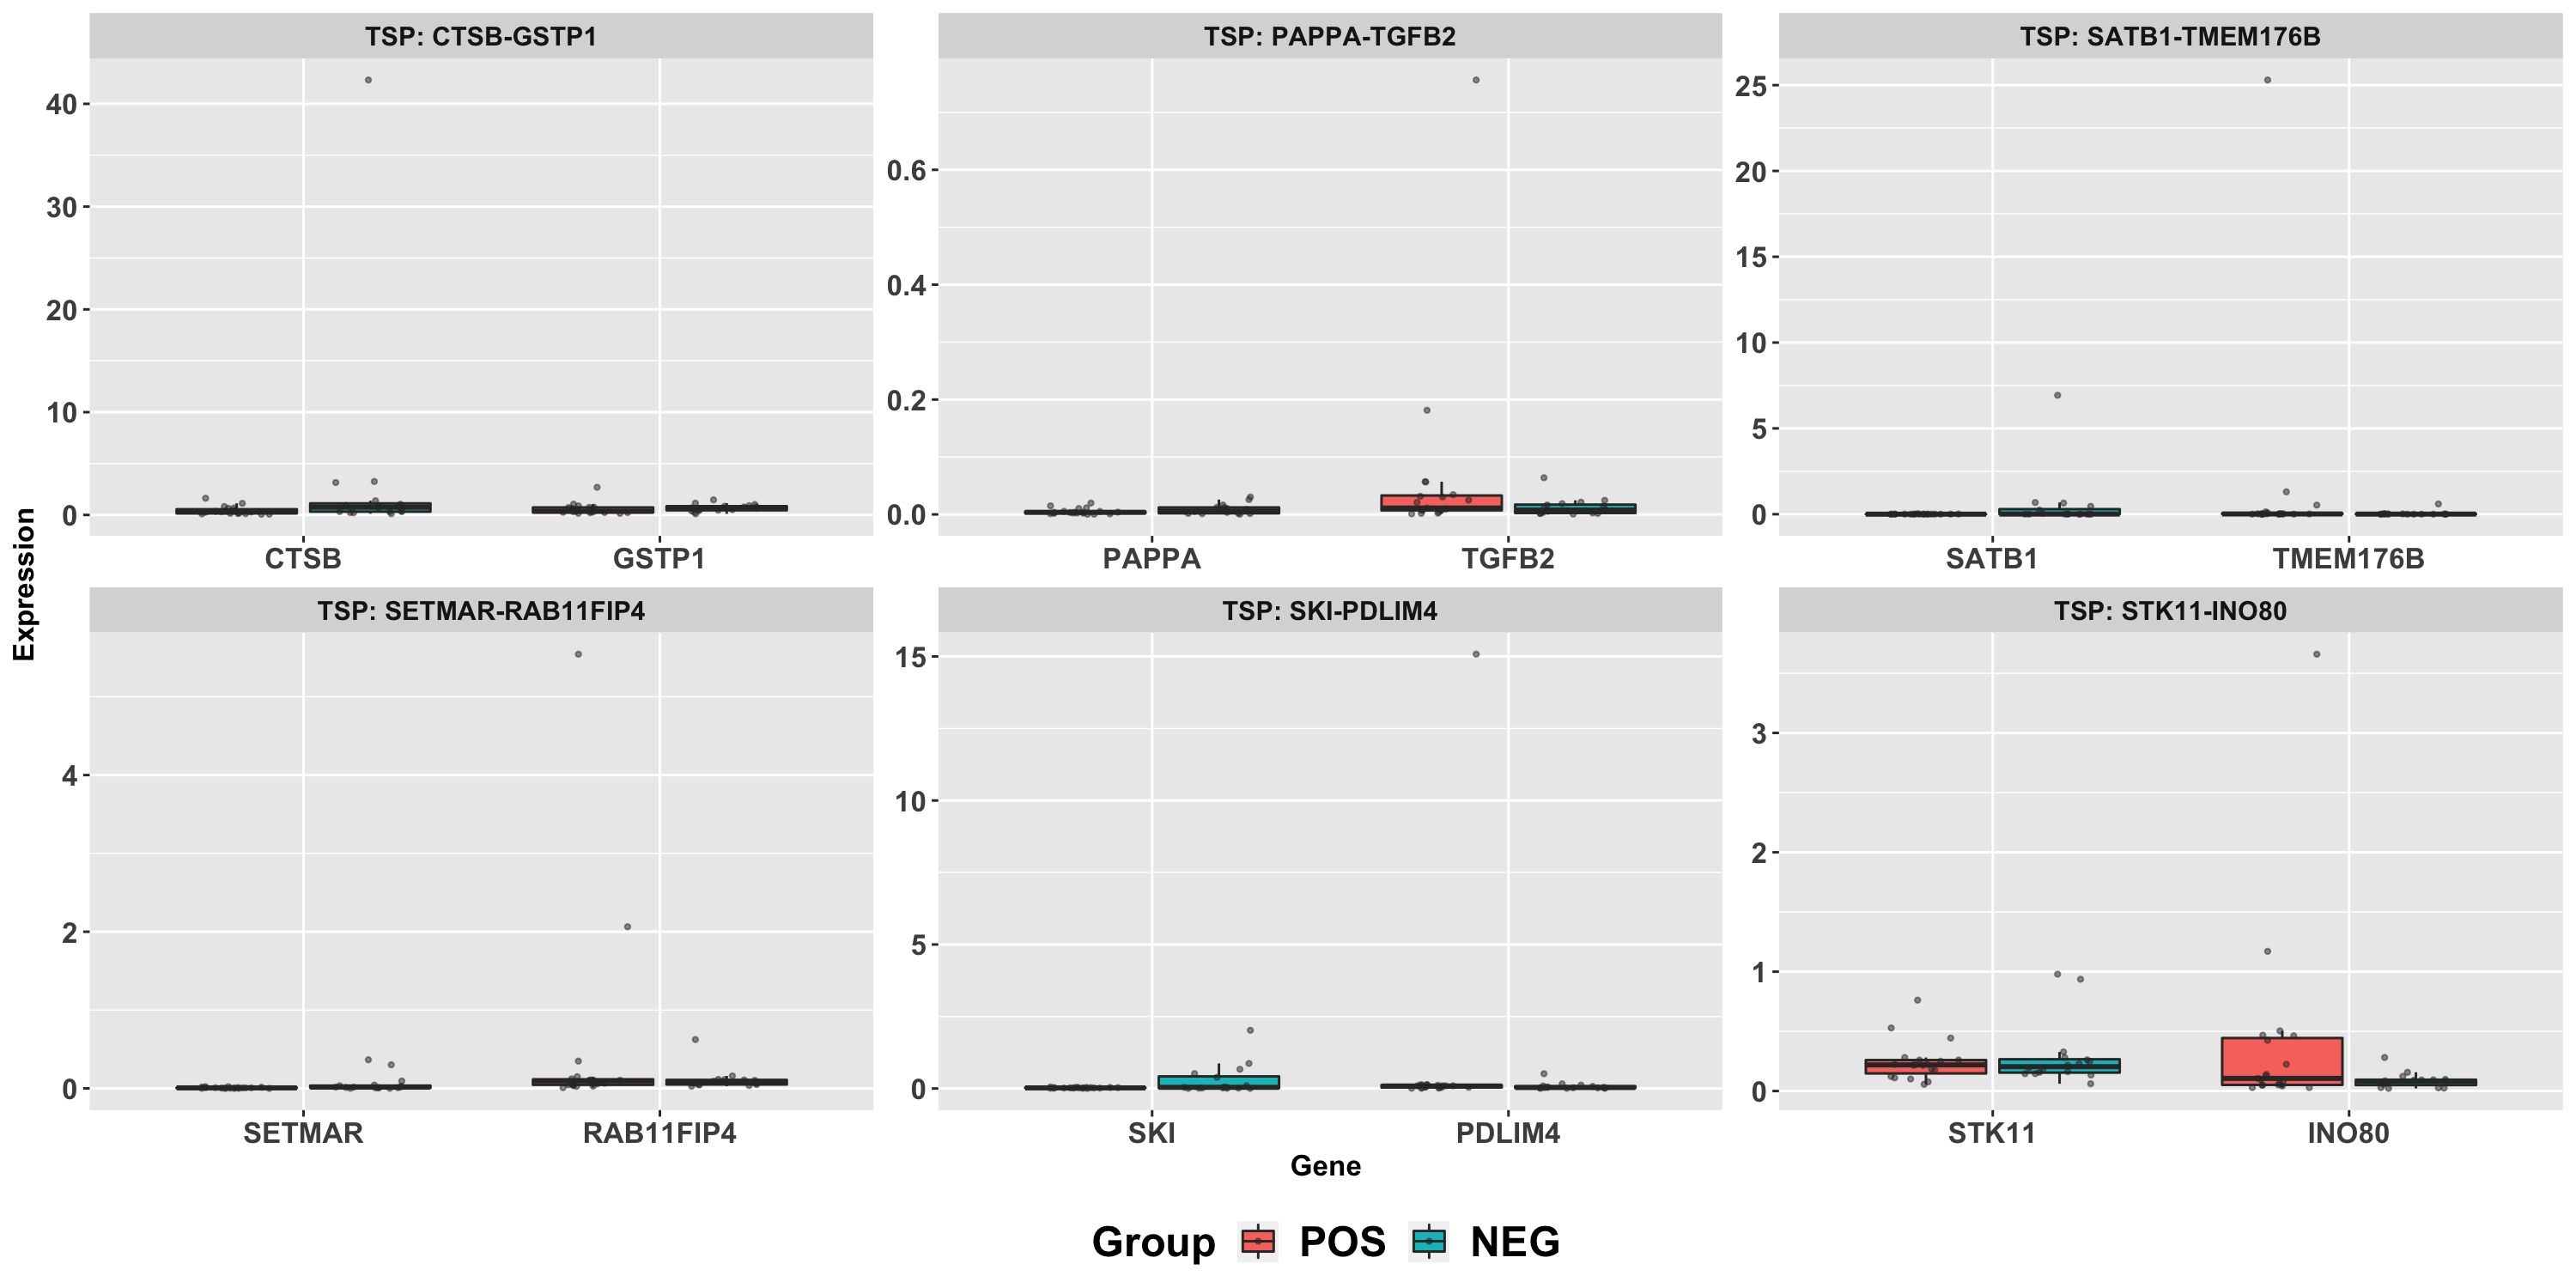 TSP: CTSB-GSTP1
TSP: PAPPA-TGFB2
TSP: SATB1-TMEM176B
40
30
20
10
0
0.6
0.4
0.2
0.0
25
20
15
10
5
0
CTSB
GSTP1
PAPPA
TGFB2
SATB1
TMEM176B
Expression
TSP: SETMAR-RAB11FIP4
TSP: SKI-PDLIM4
TSP: STK11-INO80
4
2
0
15
10
5
0
3
2
1
0
SETMAR
RAB11FIP4
SKI
PDLIM4
STK11
INO80
Gene
Group POS NEG